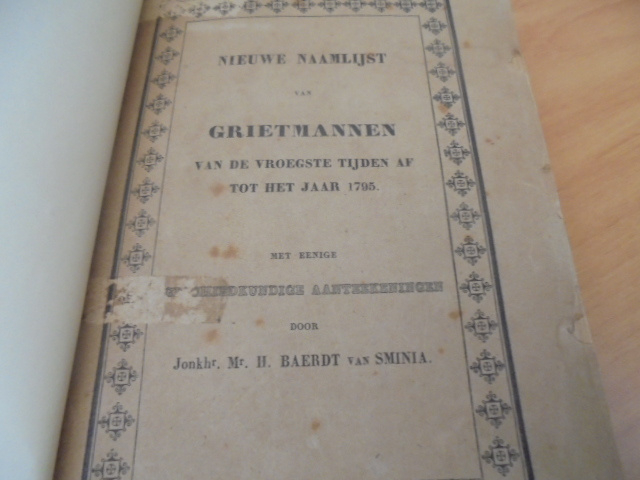 NIEUWE NAAMLIJST
VAN
GRIETMANNEN
VAN DE VROEGSTE TIJDEN AF
TOT HET JAAR 1795.
MET EENIGE
AANTEEKENINGEN
DOOR
Jonkhr. Mr. H. BAERDT VAN SMINIA.